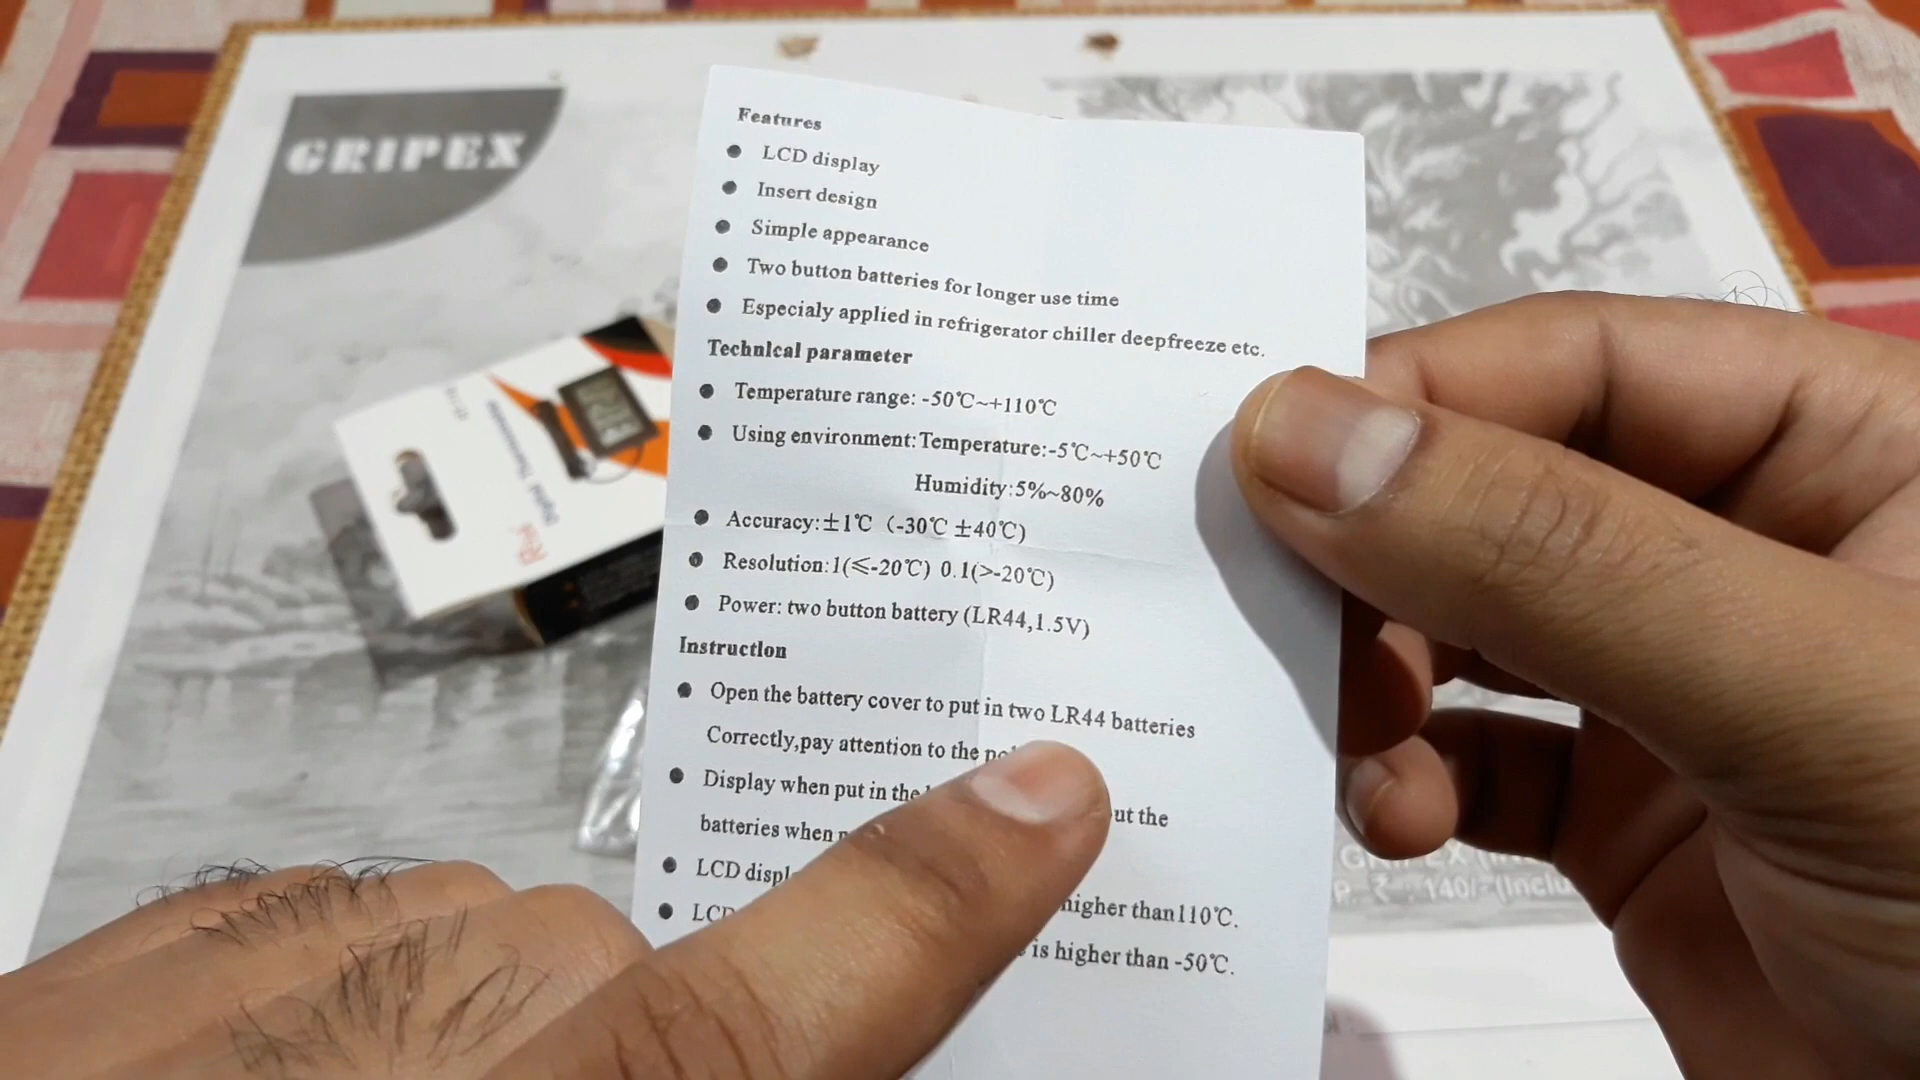 GRIPEX
Features
● LCD display
● Insert design
● Simple appearance
● Two button batteries for longer use time
● Especialy applied in refrigerator chiller deepfreeze etc.
Technical parameter
● Temperature range: -50℃~+110℃
● Using environment:Temperature:-5℃~+50℃
Humidity:5%~80%
● Accuracy:±1℃（-30℃ ±40℃)
● Resolution:1(≤-20℃) 0.1(>-20℃)
● Power: two button battery (LR44,1.5V)
Instruction
● Open the battery cover to put in two LR44 batteries
Correctly,pay attention to the
● Display when put in the the
batteries when
● LCD higher than110℃.
● is higher than -50℃.
Digital Thermometer
140/-